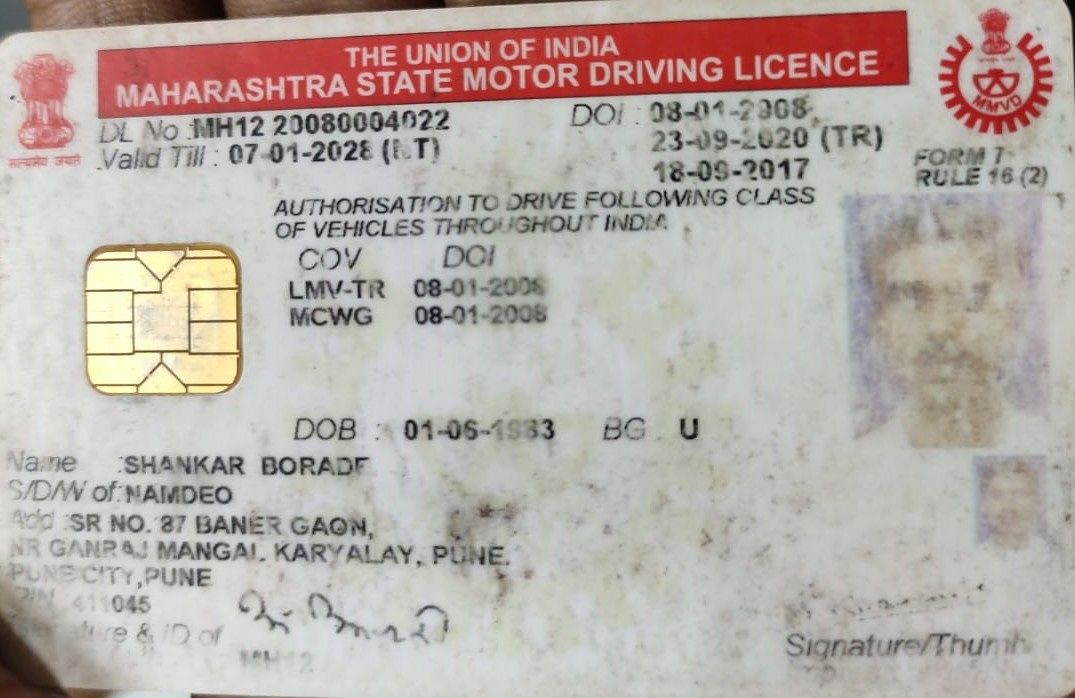 THE UNION OF INDIA
MAHARASHTRA STATE MOTOR DRIVING LICENCE
सत्यमेव जयते
MMVD
DL No : MH12 20080004022 DOI : 08-01-2008
Valid Till : 07-01-2028 (NT) 23-09-2020 (TR)
18-09-2017
FORM 7
RULE 16 (2)
AUTHORISATION TO DRIVE FOLLOWING CLASS
OF VEHICLES THROUGHOUT INDIA
COV DOI
LMV-TR 08-01-2008
MCWG 08-01-2008
DOB : 01-06-1983 BG : U
Name : SHANKAR BORADE
S/D/W of : NAMDEO
Add : SR NO. 87 BANER GAON,
NR GANRAJ MANGAL KARYALAY, PUNE.
PUNE CITY, PUNE
PIN 411045
Signature & ID of
MH12
Signature/Thumb